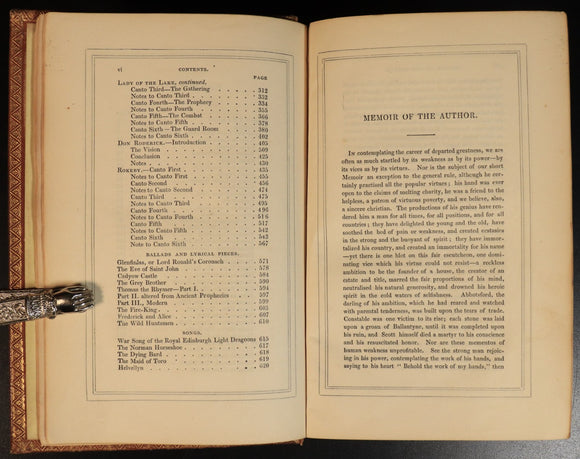 vi CONTENTS.
PAGE
LADY OF THE LAKE, continued,
Canto Third—The Gathering 312
Notes to Canto Third 332
Canto Fourth—The Prophecy 334
Notes to Canto Fourth 355
Canto Fifth—The Combat 366
Notes to Canto Fifth 378
Canto Sixth—The Guard Room 380
Notes to Canto Sixth 402
DON RODERICK.—Introduction 405
The Vision 409
Conclusion 425
Notes 430
ROKEBY—Canto First 435
Notes to Canto First 435
Canto Second 456
Notes to Canto Second 474
Canto Third 475
Notes to Canto Third 495
Canto Fourth 496
Notes to Canto Fourth 516
Canto Fifth 517
Notes to Canto Fifth 542
Canto Sixth 543
Notes to Canto Sixth 567
BALLADS AND LYRICAL PIECES.
Glenfinlas, or Lord Ronald's Coronach 571
The Eve of Saint John 578
Cadyow Castle 584
The Grey Brother 590
Thomas the Rhymer—Part I. 594
Part II. altered from Ancient Prophecies 597
Part III., Modern 599
The Fire-King 603
Frederick and Alice 607
The Wild Huntsmen 610
SONGS.
War Song of the Royal Edinburgh Light Dragoons 615
The Norman Horseshoe 617
The Dying Bard 618
The Maid of Toro 619
Helvellyn 620
MEMOIR OF THE AUTHOR.
IN contemplating the career of departed greatness, we are
often as much startled by its weakness as by its power—by
its vices as by its virtues. Nor is the subject of our short
Memoir an exception to the general rule, although he cer-
tainly practised all the popular virtues; his hand was ever
open to the claims of melting charity, he was a friend to the
helpless, a patron of virtuous poverty, and we believe, also,
a sincere christian. The productions of his genius have ren-
dered him a man for all times, for all positions, and for all
countries; they have delighted the young and the old, have
soothed the bed of pain or weakness, and created ecstasies
in the strong and the buoyant of spirit; they have immor-
talized his country, and created an immortality for his name
—yet there is one blot on this fair escutcheon, one domi-
nating vice which his virtue could not resist—a reckless
ambition to be the founder of a house, the creator of an
estate and title, marred the fair proportions of his mind,
neutralised his natural generosity, and drowned his heroic
spirit in the cold waters of selfishness. Abbotsford, the
darling of his ambition, which he had reared and watched
with parental tenderness, was built upon the tears of trade.
Constable was one victim to its rise; each stone was laid
upon a groan of Ballantyne, until it was completed upon
his ruin, and Scott himself died a martyr to his conscience
and his resuscitated honor. Nor are these mementoes of
human weakness unprofitable. See the strong man rejoic-
ing in his power, contemplating the work of his hands, and
saying to his heart "Behold the work of my hands," then